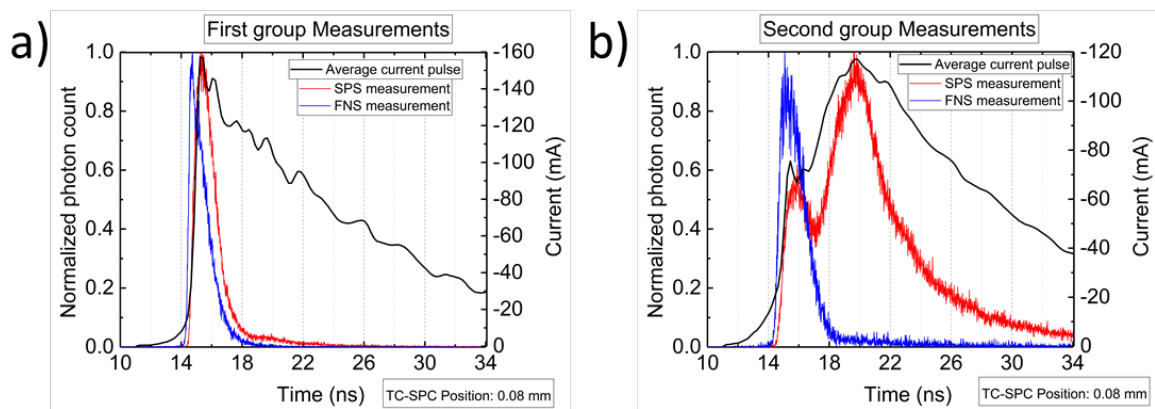 a)
First group Measurements
Normalized photon count
1.0
0.8
0.6
0.4
0.2
0.0
Average current pulse
SPS measurement
FNS measurement
-160
-140
-120
-100
-80
-60
-40
-20
0
Current (mA)
10 14 18 22 26 30 34
Time (ns)
TC-SPC Position: 0.08 mm
b)
Second group Measurements
Normalized photon count
1.0
0.8
0.6
0.4
0.2
0.0
Average current pulse
SPS measurement
FNS measurement
-120
-100
-80
-60
-40
-20
0
Current (mA)
10 14 18 22 26 30 34
Time (ns)
TC-SPC Position: 0.08 mm